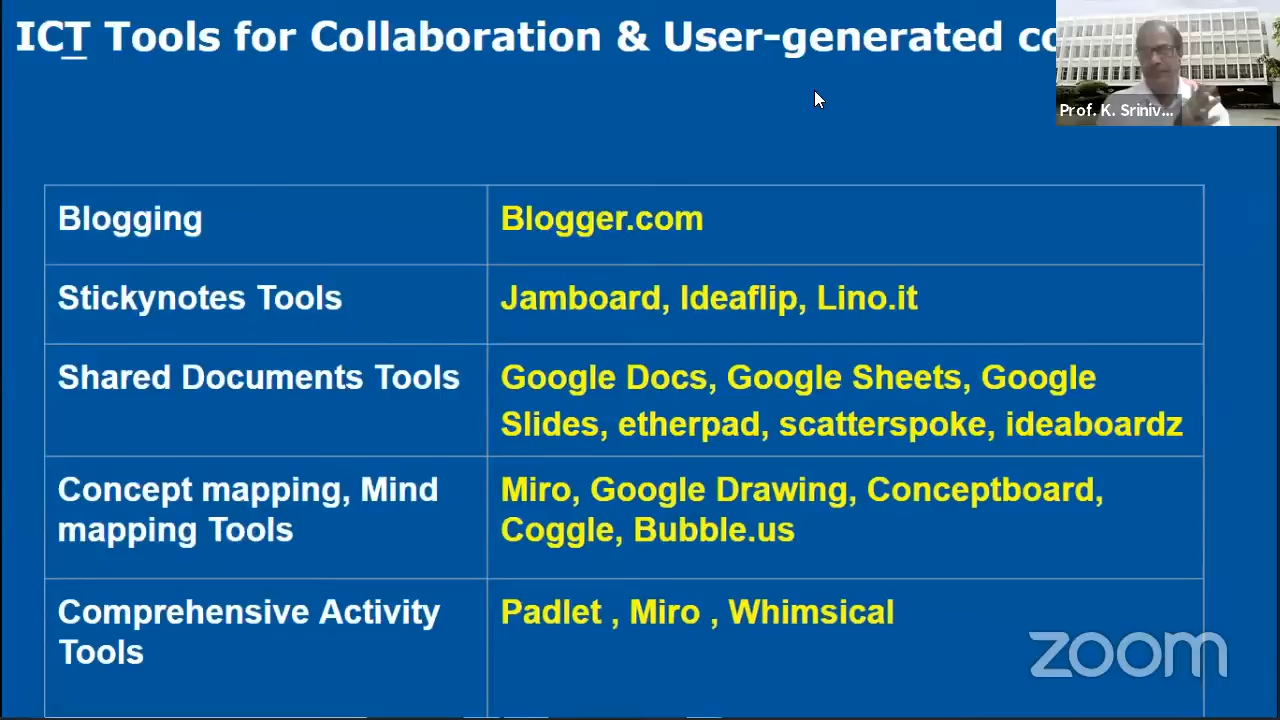 ICT Tools for Collaboration & User-generated
Prof. K. Sriniv...
Blogging
Blogger.com
Stickynotes Tools
Jamboard, Ideaflip, Lino.it
Shared Documents Tools
Google Docs, Google Sheets, Google
Slides, etherpad, scatterspoke, ideaboardz
Concept mapping, Mind
mapping Tools
Miro, Google Drawing, Conceptboard,
Coggle, Bubble.us
Comprehensive Activity
Tools
Padlet , Miro , Whimsical
zoom